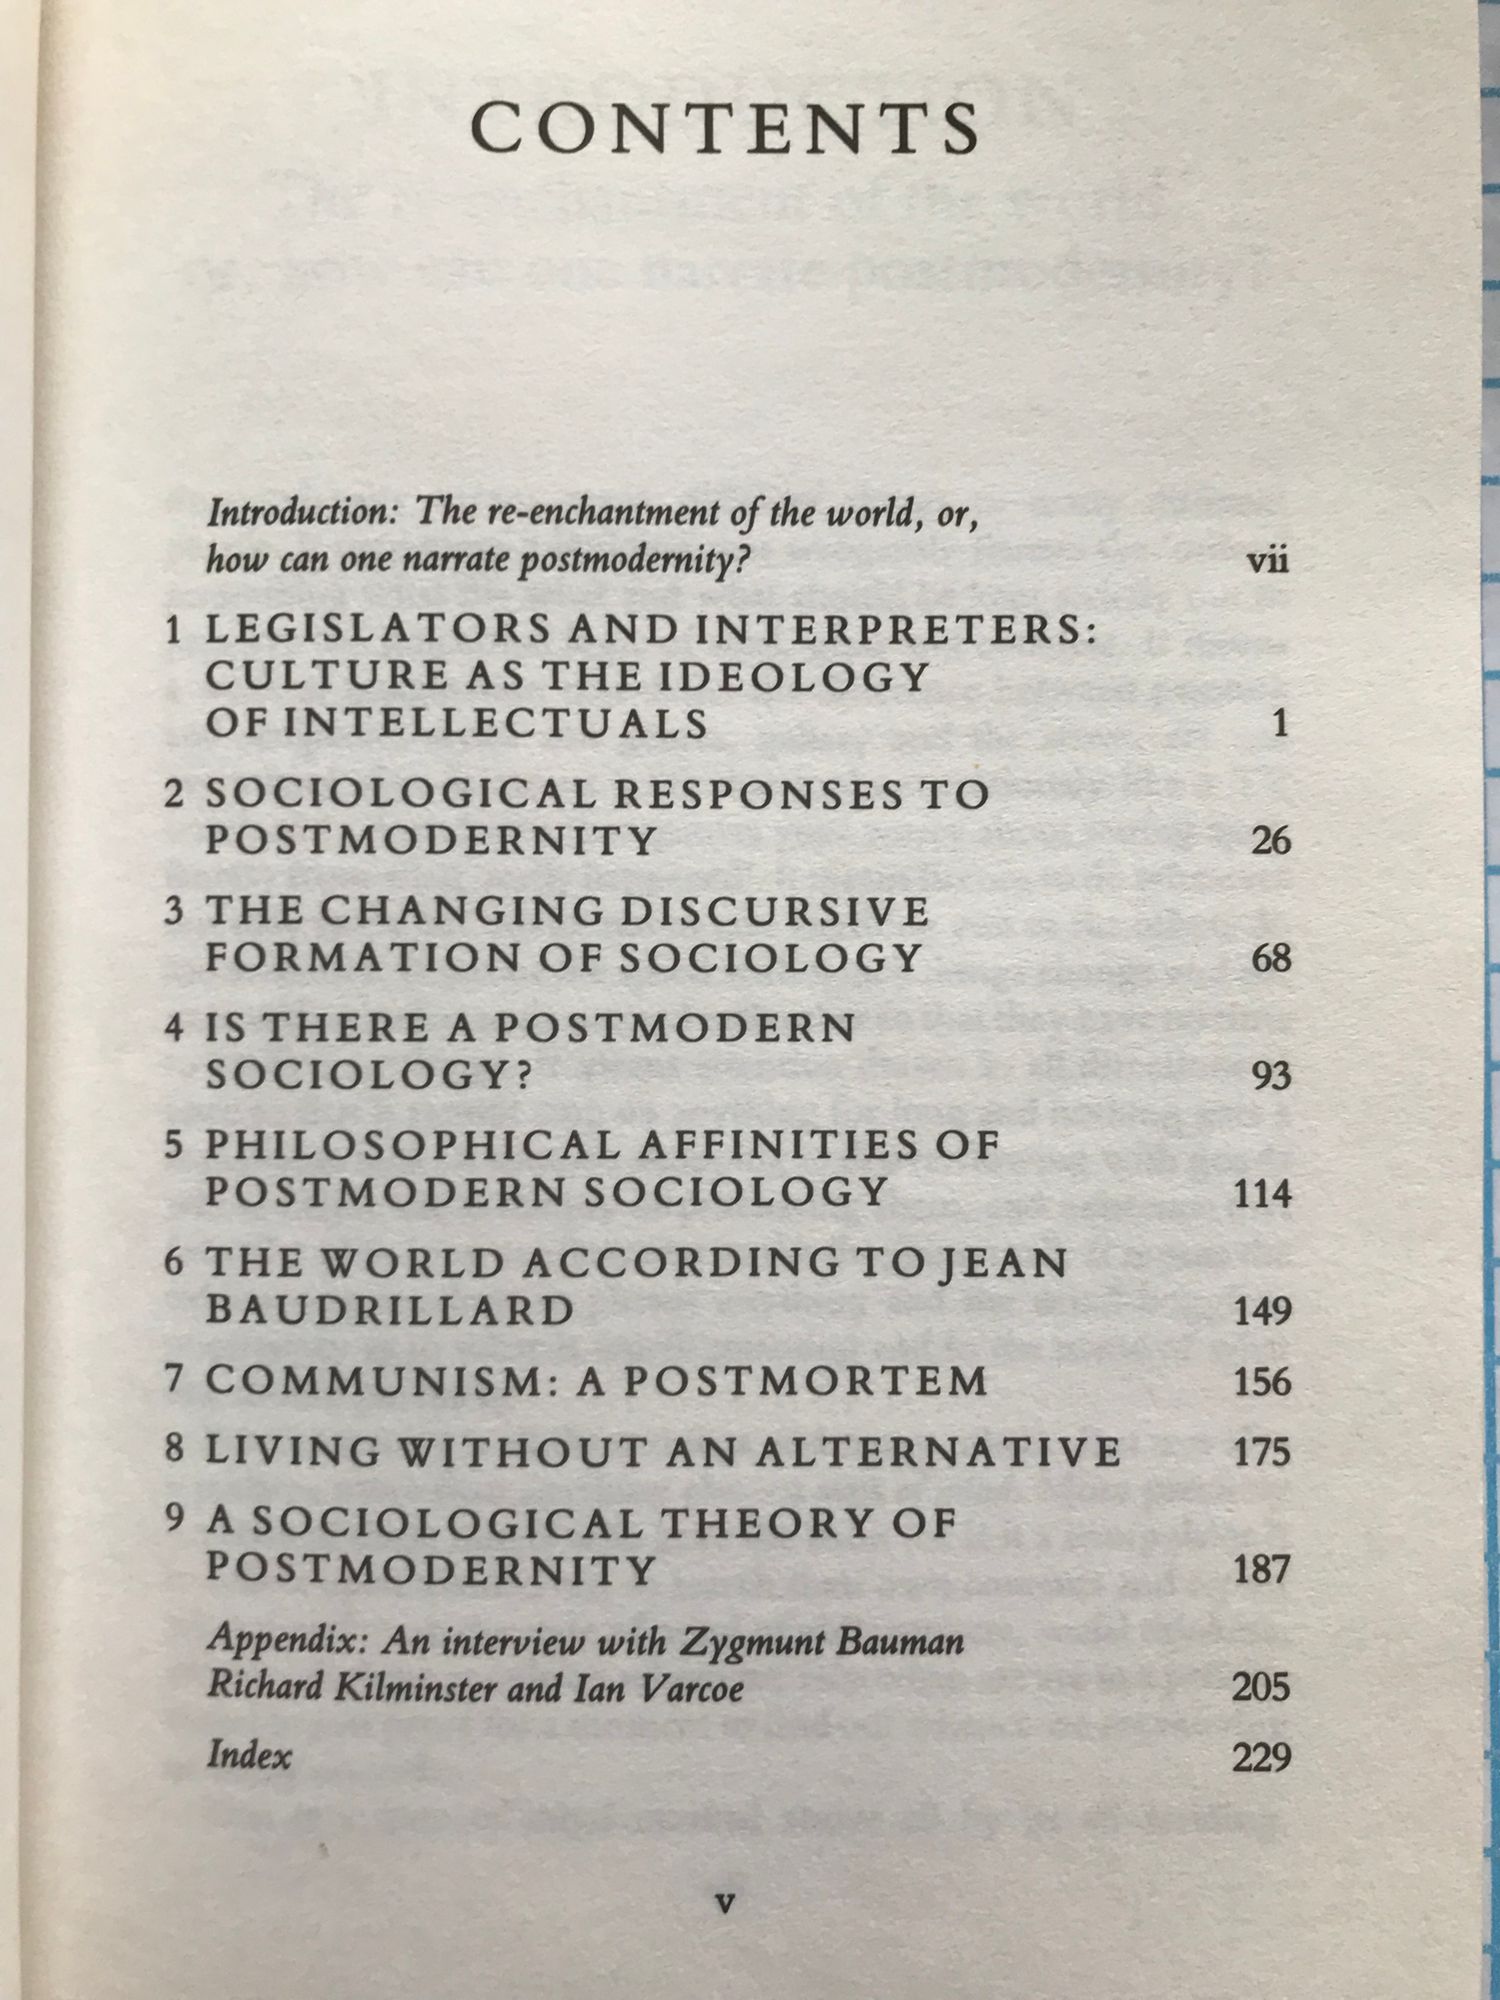 CONTENTS
Introduction: The re-enchantment of the world, or,
how can one narrate postmodernity? vii
1 LEGISLATORS AND INTERPRETERS:
CULTURE AS THE IDEOLOGY
OF INTELLECTUALS 1
2 SOCIOLOGICAL RESPONSES TO
POSTMODERNITY 26
3 THE CHANGING DISCURSIVE
FORMATION OF SOCIOLOGY 68
4 IS THERE A POSTMODERN
SOCIOLOGY? 93
5 PHILOSOPHICAL AFFINITIES OF
POSTMODERN SOCIOLOGY 114
6 THE WORLD ACCORDING TO JEAN
BAUDRILLARD 149
7 COMMUNISM: A POSTMORTEM 156
8 LIVING WITHOUT AN ALTERNATIVE 175
9 A SOCIOLOGICAL THEORY OF
POSTMODERNITY 187
Appendix: An interview with Zygmunt Bauman
Richard Kilminster and Ian Varcoe 205
Index 229
v